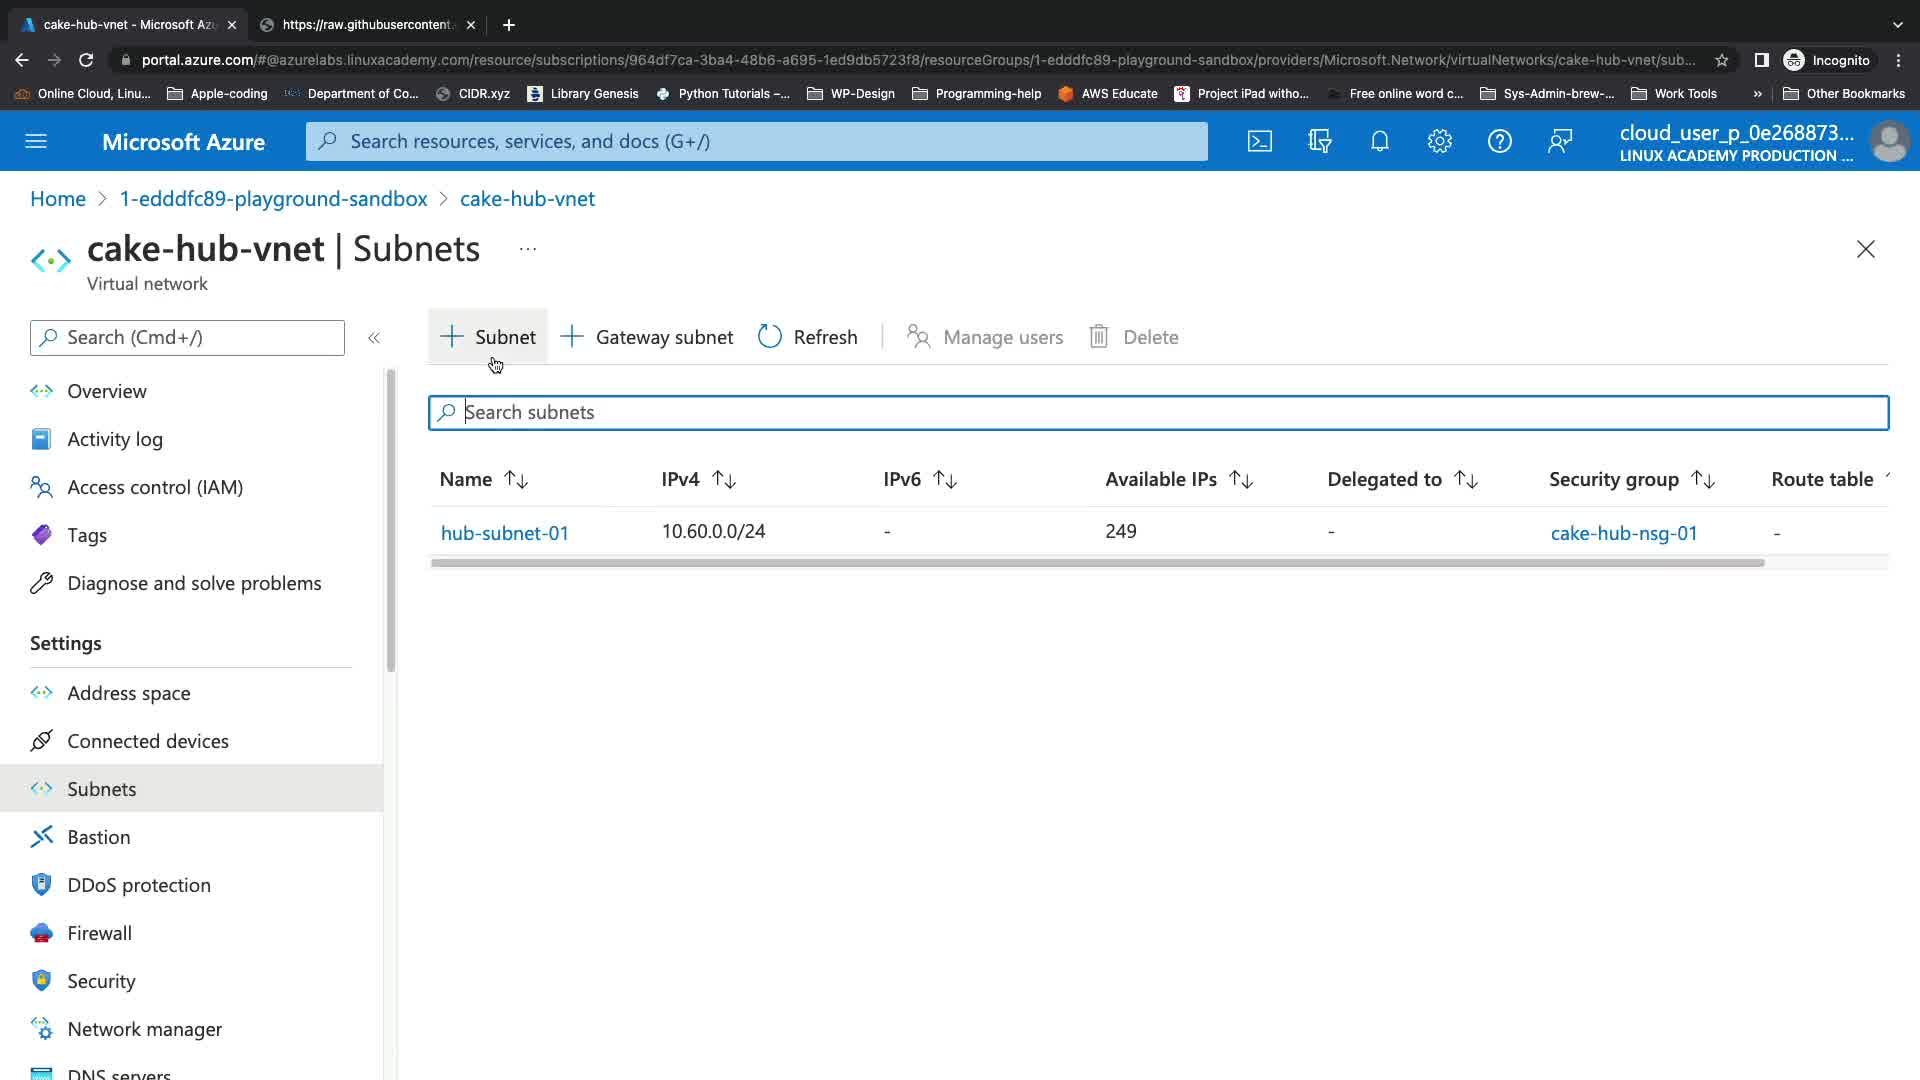 cake-hub-vnet - Microsoft Azu
https://raw.githubusercontent.
portal.azure.com/#@azurelabs.linuxacademy.com/resource/subscriptions/964df7ca-3ba4-48b6-a695-1ed9db5723f8/resourceGroups/1-edddfc89-playground-sandbox/providers/Microsoft.Network/virtualNetworks/cake-hub-vnet/sub...
Incognito
Online Cloud, Linu...
Apple-coding
Department of Co...
CIDR.xyz
Library Genesis
Python Tutorials –...
WP-Design
Programming-help
AWS Educate
Project iPad witho...
Free online word c...
Sys-Admin-brew-...
Work Tools
»
Other Bookmarks
Microsoft Azure
Search resources, services, and docs (G+/)
cloud_user_p_0e268873...
LINUX ACADEMY PRODUCTION ...
Home > 1-edddfc89-playground-sandbox > cake-hub-vnet
cake-hub-vnet | Subnets ...
Virtual network
Search (Cmd+/)
«
Overview
Activity log
Access control (IAM)
Tags
Diagnose and solve problems
Settings
Address space
Connected devices
Subnets
Bastion
DDoS protection
Firewall
Security
Network manager
DNS servers
+ Subnet
+ Gateway subnet
Refresh
Manage users
Delete
Search subnets
Name ↑↓ IPv4 ↑↓ IPv6 ↑↓ Available IPs ↑↓ Delegated to ↑↓ Security group ↑↓ Route table ↑
hub-subnet-01 10.60.0.0/24 - 249 - cake-hub-nsg-01 -